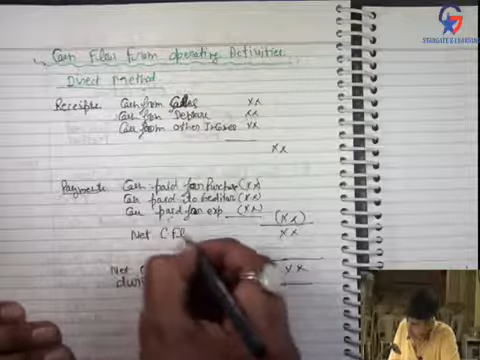 Cash Flow from operating Activities
Direct method
Receipts Cash from Sales xx
Cash from Debtors xx
Cash from other Incomes xx
xx
Payments Cash paid for Purchase (xx)
Cash paid to Creditors (xx)
Cash paid for exp (xx)
(xx)
Net CFO xx
Net
xx
STARGATE E-LEARNING